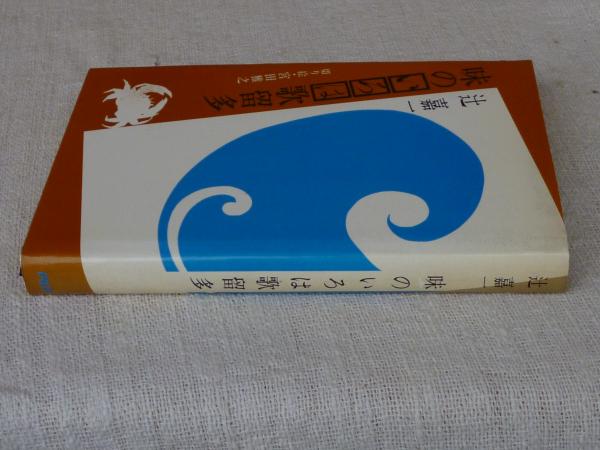 味のいろは歌留多
切り絵・宮田雅之
辻嘉一
味のいろは歌留多
辻嘉一